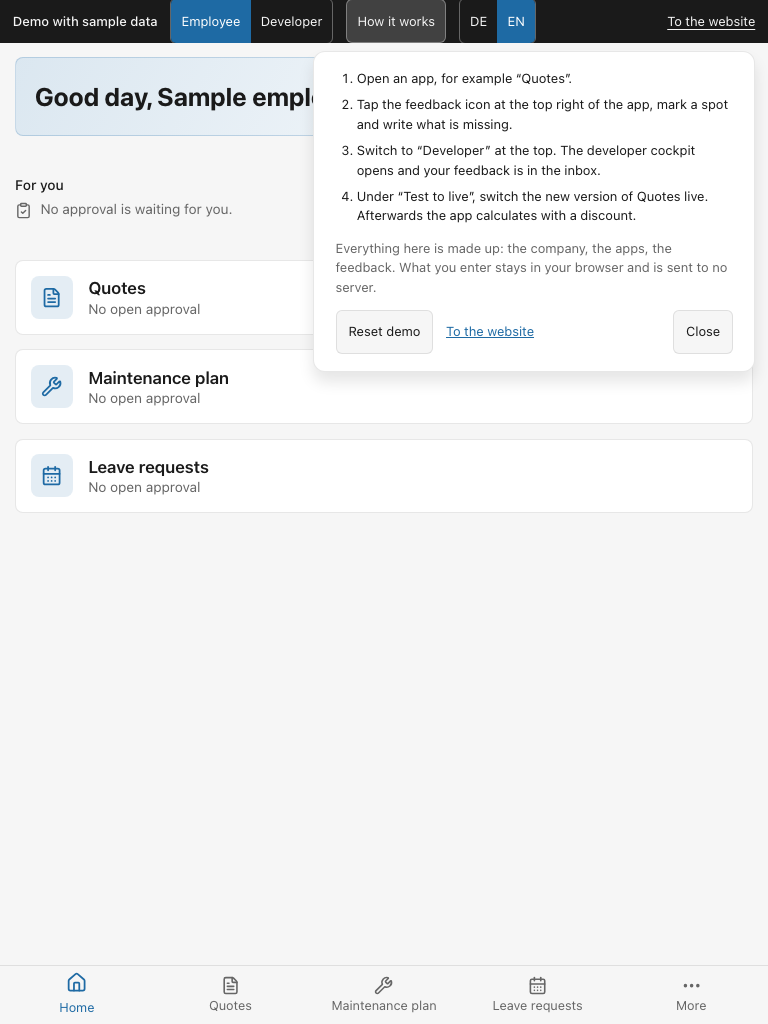 Demo with sample data
Employee
Developer
How it works
DE
EN
To the website
Good day, Sample empl
For you
No approval is waiting for you.
1. Open an app, for example “Quotes”.
2. Tap the feedback icon at the top right of the app, mark a spot
and write what is missing.
3. Switch to “Developer” at the top. The developer cockpit
opens and your feedback is in the inbox.
4. Under “Test to live”, switch the new version of Quotes live.
Afterwards the app calculates with a discount.
Everything here is made up: the company, the apps, the
feedback. What you enter stays in your browser and is sent to no
server.
Reset demo
To the website
Close
Quotes
No open approval
Maintenance plan
No open approval
Leave requests
No open approval
Home
Quotes
Maintenance plan
Leave requests
More